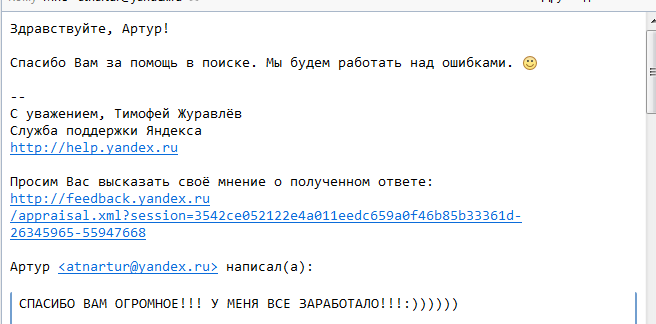 Здравствуйте, Артур!
Спасибо Вам за помощь в поиске. Мы будем работать над ошибками.
--
С уважением, Тимофей Журавлёв
Служба поддержки Яндекса
http://help.yandex.ru
Просим Вас высказать своё мнение о полученном ответе:
http://feedback.yandex.ru
/appraisal.xml?session=3542ce052122e4a011eedc659a0f46b85b33361d-
26345965-55947668
Артур <atnartur@yandex.ru> написал(а):
СПАСИБО ВАМ ОГРОМНОЕ!!! У МЕНЯ ВСЕ ЗАРАБОТАЛО!!!:))))))